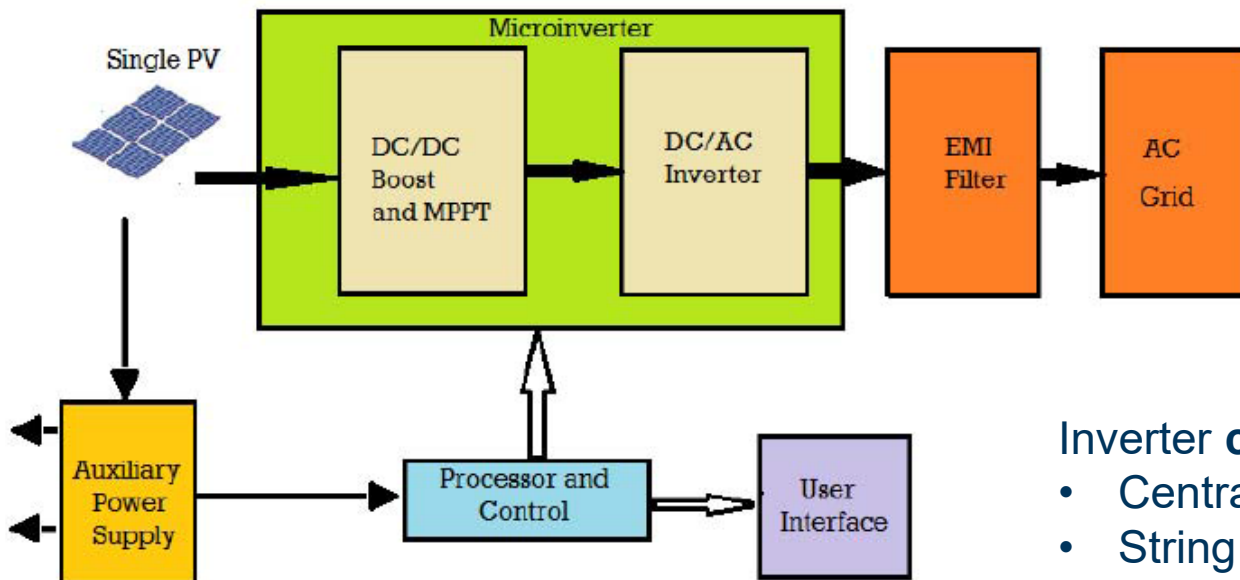 Microinverter
Single PV
DC/DC
Boost
and MPPT
DC/AC
Inverter
EMI
Filter
AC
Grid
Auxiliary
Power
Supply
Processor and
Control
User
Interface
Inverter
•
• String